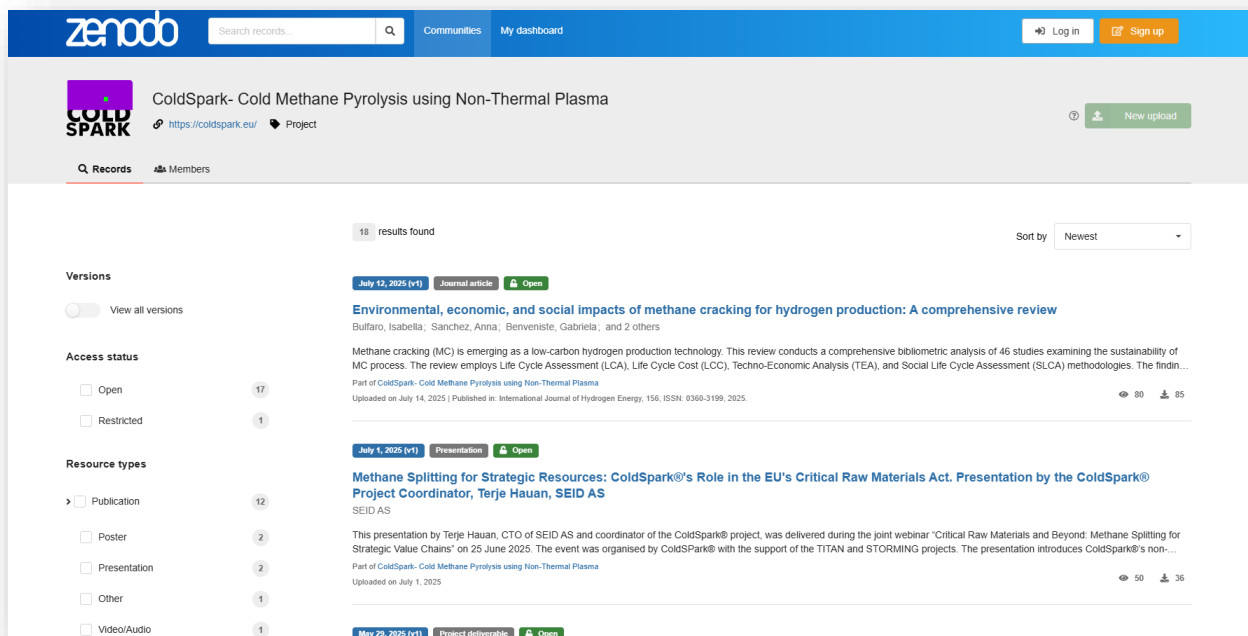 zenodo
Search records...
Communities
My dashboard
Log in
Sign up
COLD
SPARK
ColdSpark- Cold Methane Pyrolysis using Non-Thermal Plasma
https://coldspark.eu/
Project
New upload
Records
Members
18 results found
Sort by
Newest
Versions
View all versions
Access status
Open 17
Restricted 1
Resource types
Publication 12
Poster 2
Presentation 2
Other 1
Video/Audio 1
July 12, 2025 (v1) Journal article Open
Environmental, economic, and social impacts of methane cracking for hydrogen production: A comprehensive review
Bulfaro, Isabella; Sanchez, Anna; Benveniste, Gabriela; and 2 others
Methane cracking (MC) is emerging as a low-carbon hydrogen production technology. This review conducts a comprehensive bibliometric analysis of 46 studies examining the sustainability of
MC process. The review employs Life Cycle Assessment (LCA), Life Cycle Cost (LCC), Techno-Economic Analysis (TEA), and Social Life Cycle Assessment (SLCA) methodologies. The findin...
Part of ColdSpark- Cold Methane Pyrolysis using Non-Thermal Plasma
Uploaded on July 14, 2025 | Published in: International Journal of Hydrogen Energy, 156, ISSN: 0360-3199, 2025.
80 85
July 1, 2025 (v1) Presentation Open
Methane Splitting for Strategic Resources: ColdSpark®'s Role in the EU's Critical Raw Materials Act. Presentation by the ColdSpark®
Project Coordinator, Terje Hauan, SEID AS
SEID AS
This presentation by Terje Hauan, CTO of SEID AS and coordinator of the ColdSpark® project, was delivered during the joint webinar “Critical Raw Materials and Beyond: Methane Splitting for
Strategic Value Chains” on 25 June 2025. The event was organised by ColdSPark® with the support of the TITAN and STORMING projects. The presentation introduces ColdSpark®'s non-...
Part of ColdSpark- Cold Methane Pyrolysis using Non-Thermal Plasma
Uploaded on July 1, 2025
50 36
May 29, 2025 (v1) Project deliverable Open